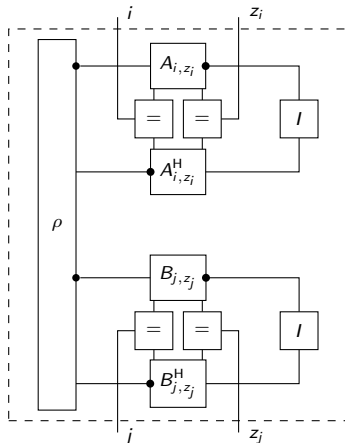 i z_i
A_{i,z_i}
= = I
A^H_{i,z_i}
ρ
B_{j,z_j}
= = I
B^H_{j,z_j}
j z_j